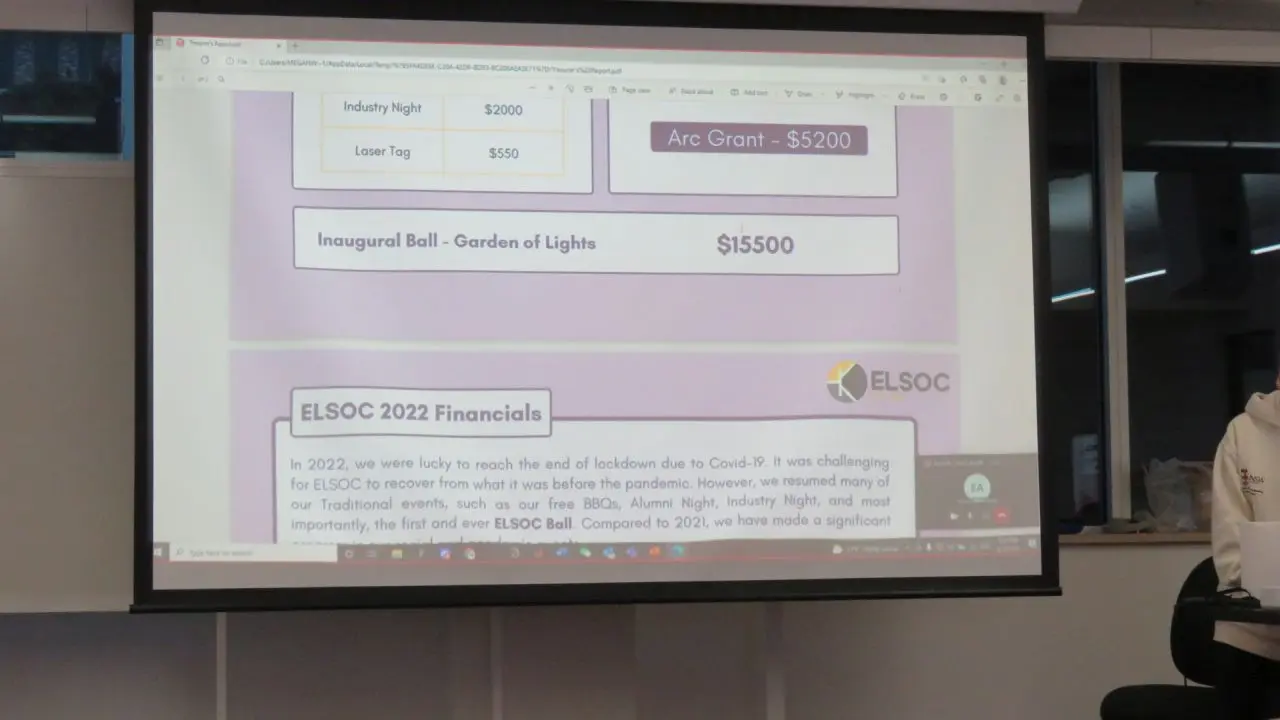 Industry Night $2000
Laser Tag $550
Arc Grant - $5200
Inaugural Ball - Garden of Lights $15500
ELSOC
ELSOC 2022 Financials
In 2022, we were lucky to reach the end of lockdown due to Covid-19. It was challenging
for ELSOC to recover from what it was before the pandemic. However, we resumed many of
our Traditional events, such as our free BBQs, Alumni Night, Industry Night, and most
importantly, the first and ever ELSOC Ball. Compared to 2021, we have made a significant
EA
Type here to search